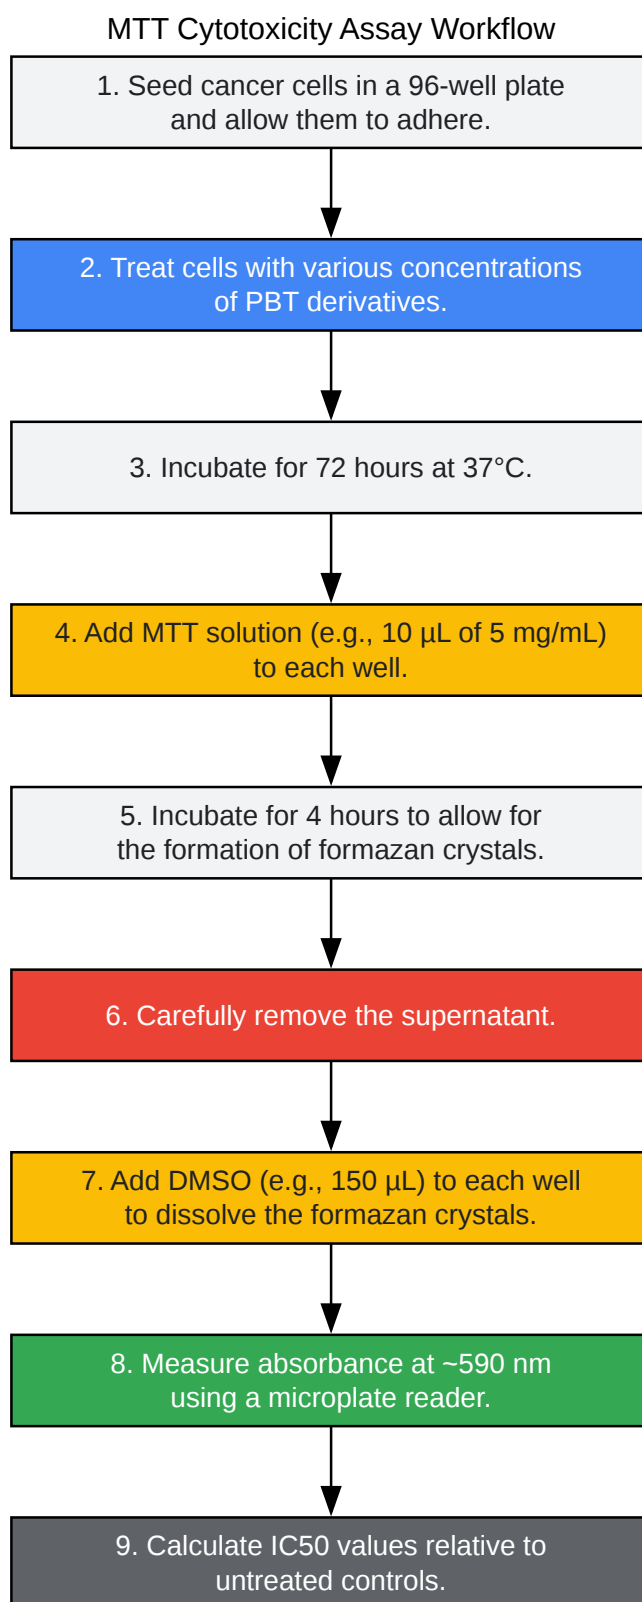 MTT Cytotoxicity Assay Workflow
1. Seed cancer cells in a 96-well plate
and allow them to adhere.
2. Treat cells with various concentrations
of PBT derivatives.
3. Incubate for 72 hours at 37°C.
4. Add MTT solution (e.g., 10 µL of 5 mg/mL)
to each well.
5. Incubate for 4 hours to allow for
the formation of formazan crystals.
6. Carefully remove the supernatant.
7. Add DMSO (e.g., 150 µL) to each well
to dissolve the formazan crystals.
8. Measure absorbance at ~590 nm
using a microplate reader.
9. Calculate IC50 values relative to
untreated controls.